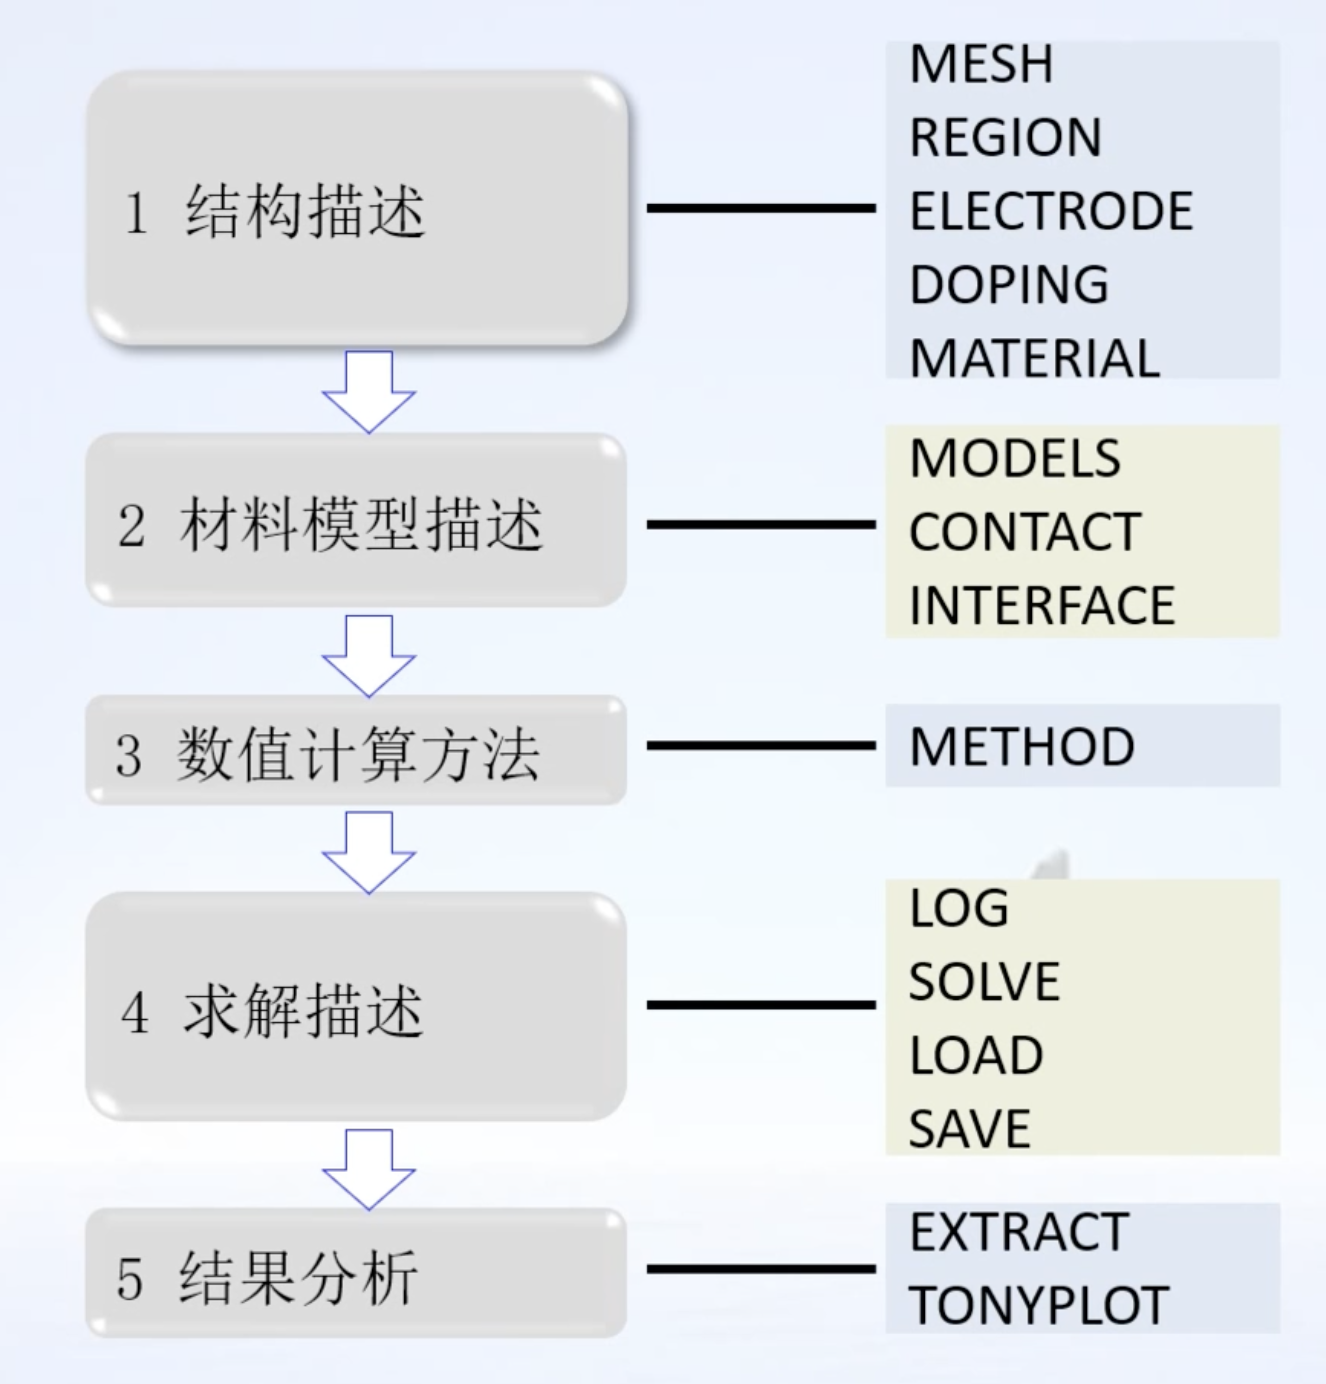 1 结构描述
MESH
REGION
ELECTRODE
DOPING
MATERIAL
2 材料模型描述
MODELS
CONTACT
INTERFACE
3 数值计算方法
METHOD
4 求解描述
LOG
SOLVE
LOAD
SAVE
5 结果分析
EXTRACT
TONYPLOT